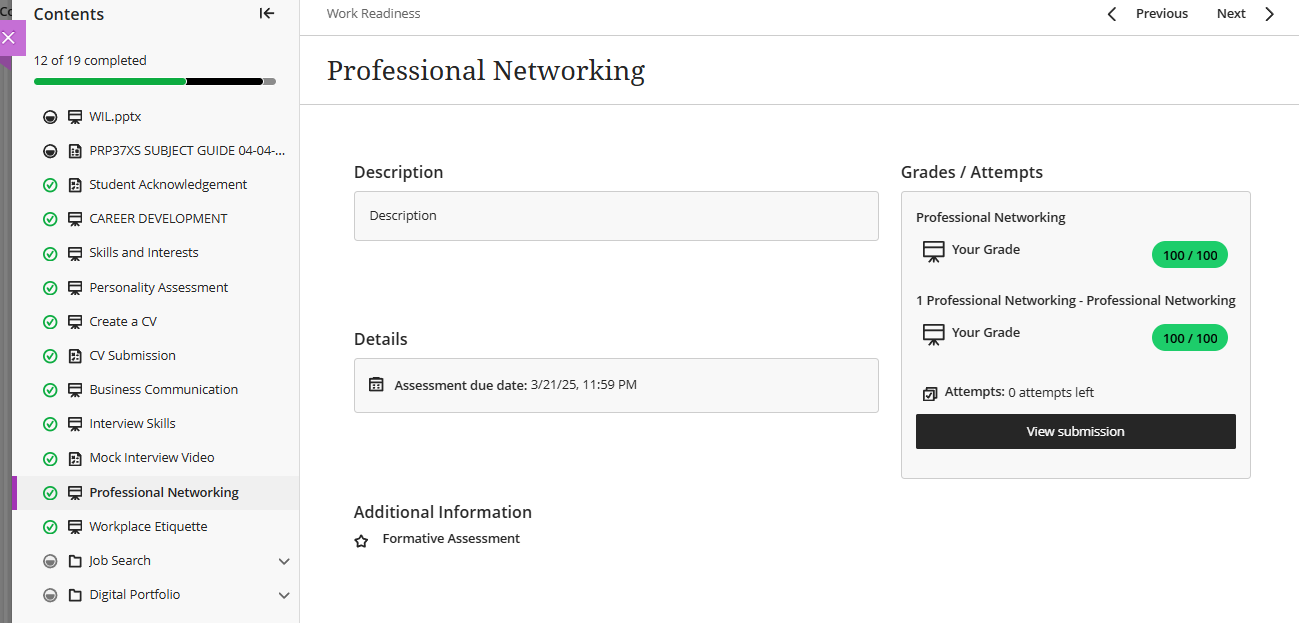 Contents
12 of 19 completed
WIL.pptx
PRP37XS SUBJECT GUIDE 04-04-...
Student Acknowledgement
CAREER DEVELOPMENT
Skills and Interests
Personality Assessment
Create a CV
CV Submission
Business Communication
Interview Skills
Mock Interview Video
Professional Networking
Workplace Etiquette
Job Search
Digital Portfolio
Work Readiness
Previous
Next
Professional Networking
Description
Description
Details
Assessment due date: 3/21/25, 11:59 PM
Additional Information
Formative Assessment
Grades / Attempts
Professional Networking
Your Grade
100 / 100
1 Professional Networking - Professional Networking
Your Grade
100 / 100
Attempts: 0 attempts left
View submission